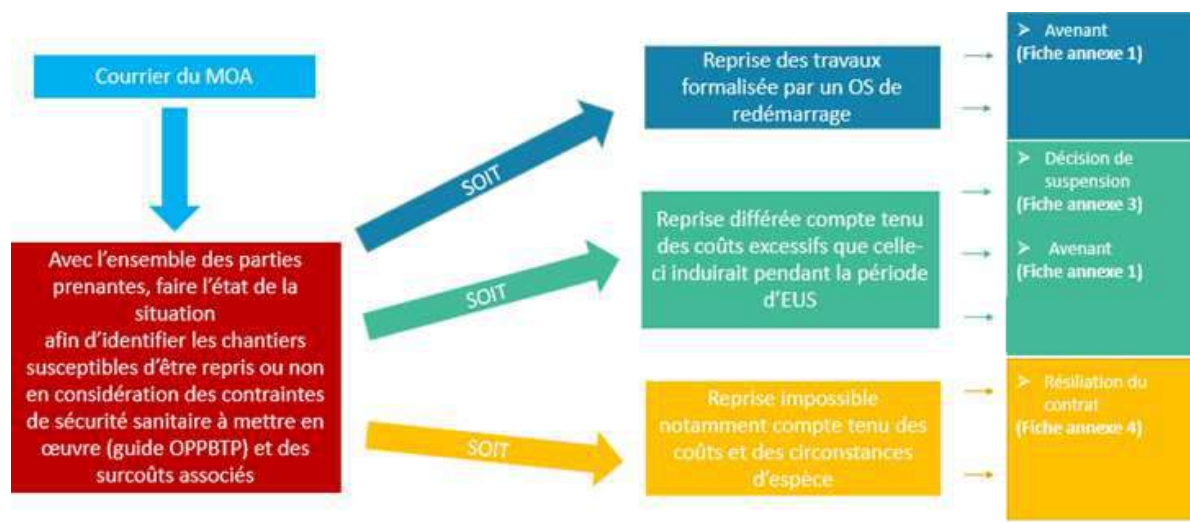 Courrier du MOA
Avec l'ensemble des parties
prenantes, faire l'état de la
situation
afin d'identifier les chantiers
susceptibles d'être repris ou non
en considération des contraintes
de sécurité sanitaire à mettre en
œuvre (guide OPPBTP) et des
surcoûts associés
SOIT
Reprise des travaux
formalisée par un OS de
redémarrage
➢ Avenant
(Fiche annexe 1)
SOIT
Reprise différée compte tenu
des coûts excessifs que celle-
ci induirait pendant la période
d'EUS
➢ Décision de
suspension
(Fiche annexe 3)
➢ Avenant
(Fiche annexe 1)
SOIT
Reprise impossible
notamment compte tenu des
coûts et des circonstances
d'espèce
➢ Résiliation du
contrat
(Fiche annexe 4)